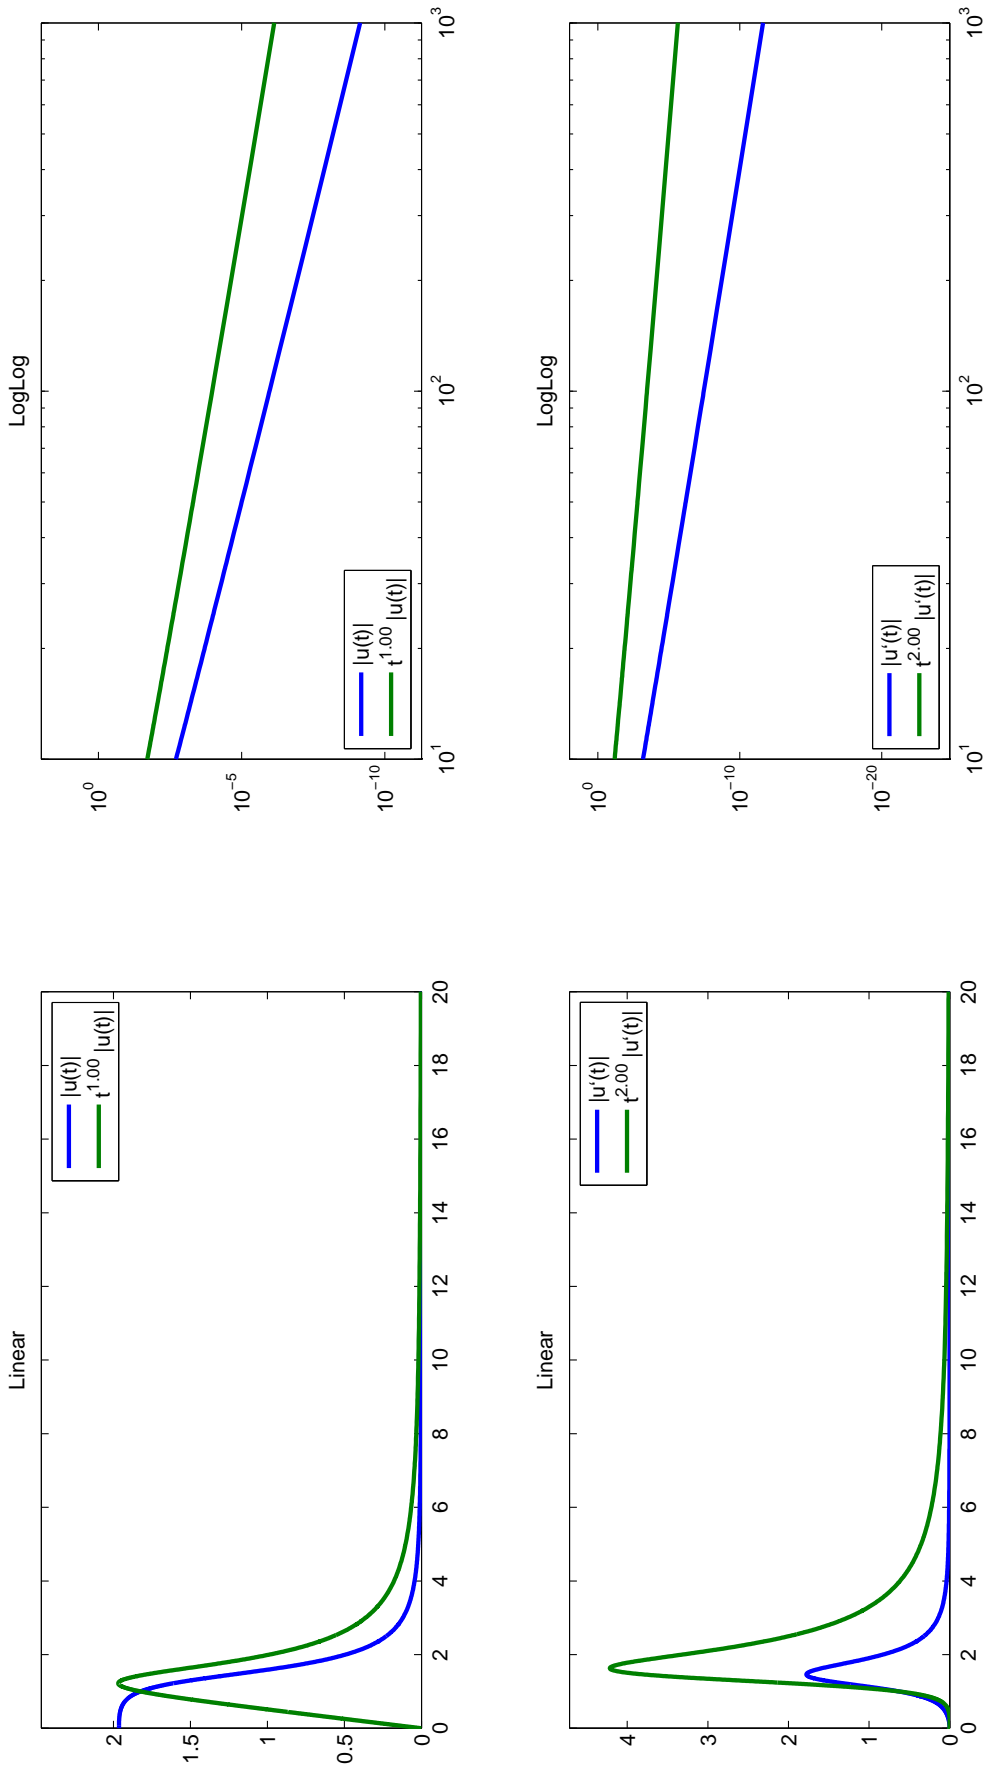 Linear
2
1.5
1
0.5
0
0 2 4 6 8 10 12 14 16 18 20
|u(t)|
t^1.00 |u(t)|
LogLog
10^0
10^−5
10^−10
10^1 10^2 10^3
|u(t)|
t^1.00 |u(t)|
Linear
4
3
2
1
0
0 2 4 6 8 10 12 14 16 18 20
|u‘(t)|
t^2.00 |u‘(t)|
LogLog
10^0
10^−10
10^−20
10^1 10^2 10^3
|u‘(t)|
t^2.00 |u‘(t)|